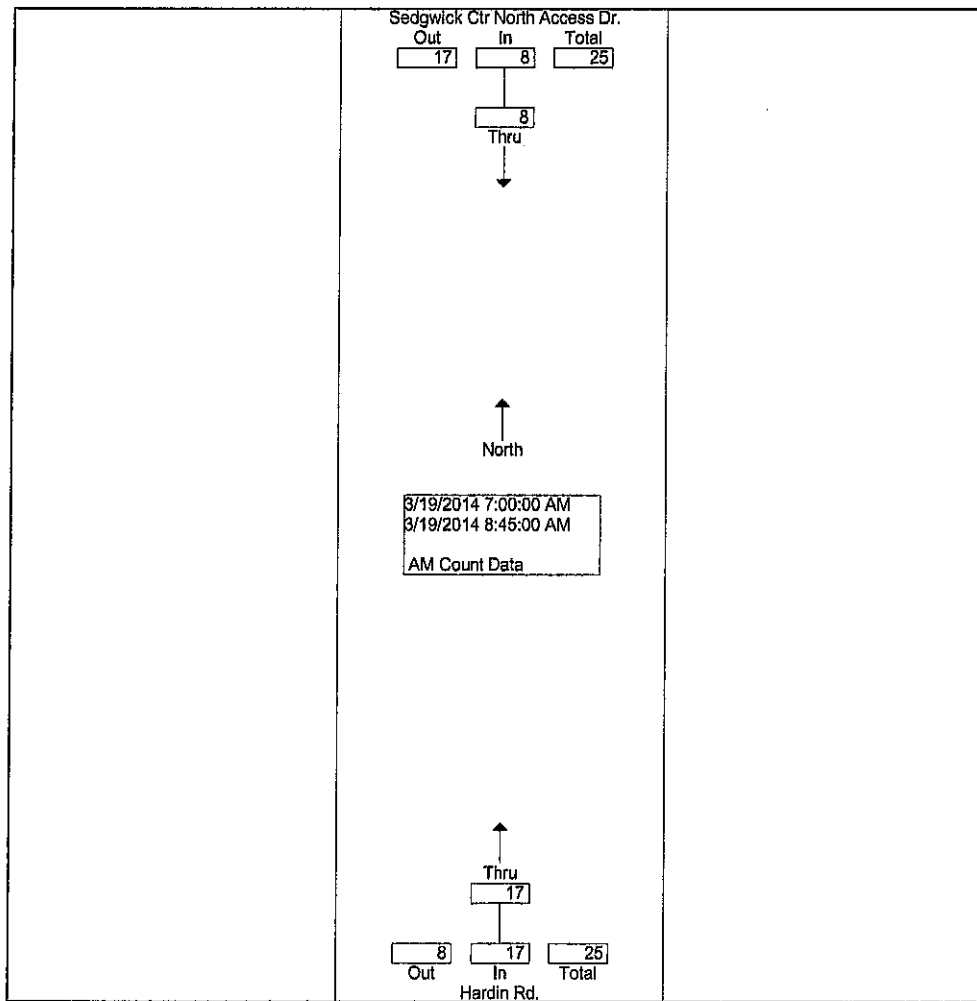 Sedgwick Ctr North Access Dr.
Out In Total
17 8 25
8
Thru
North
3/19/2014 7:00:00 AM
3/19/2014 8:45:00 AM
AM Count Data
Thru
17
8 17 25
Out In Total
Hardin Rd.